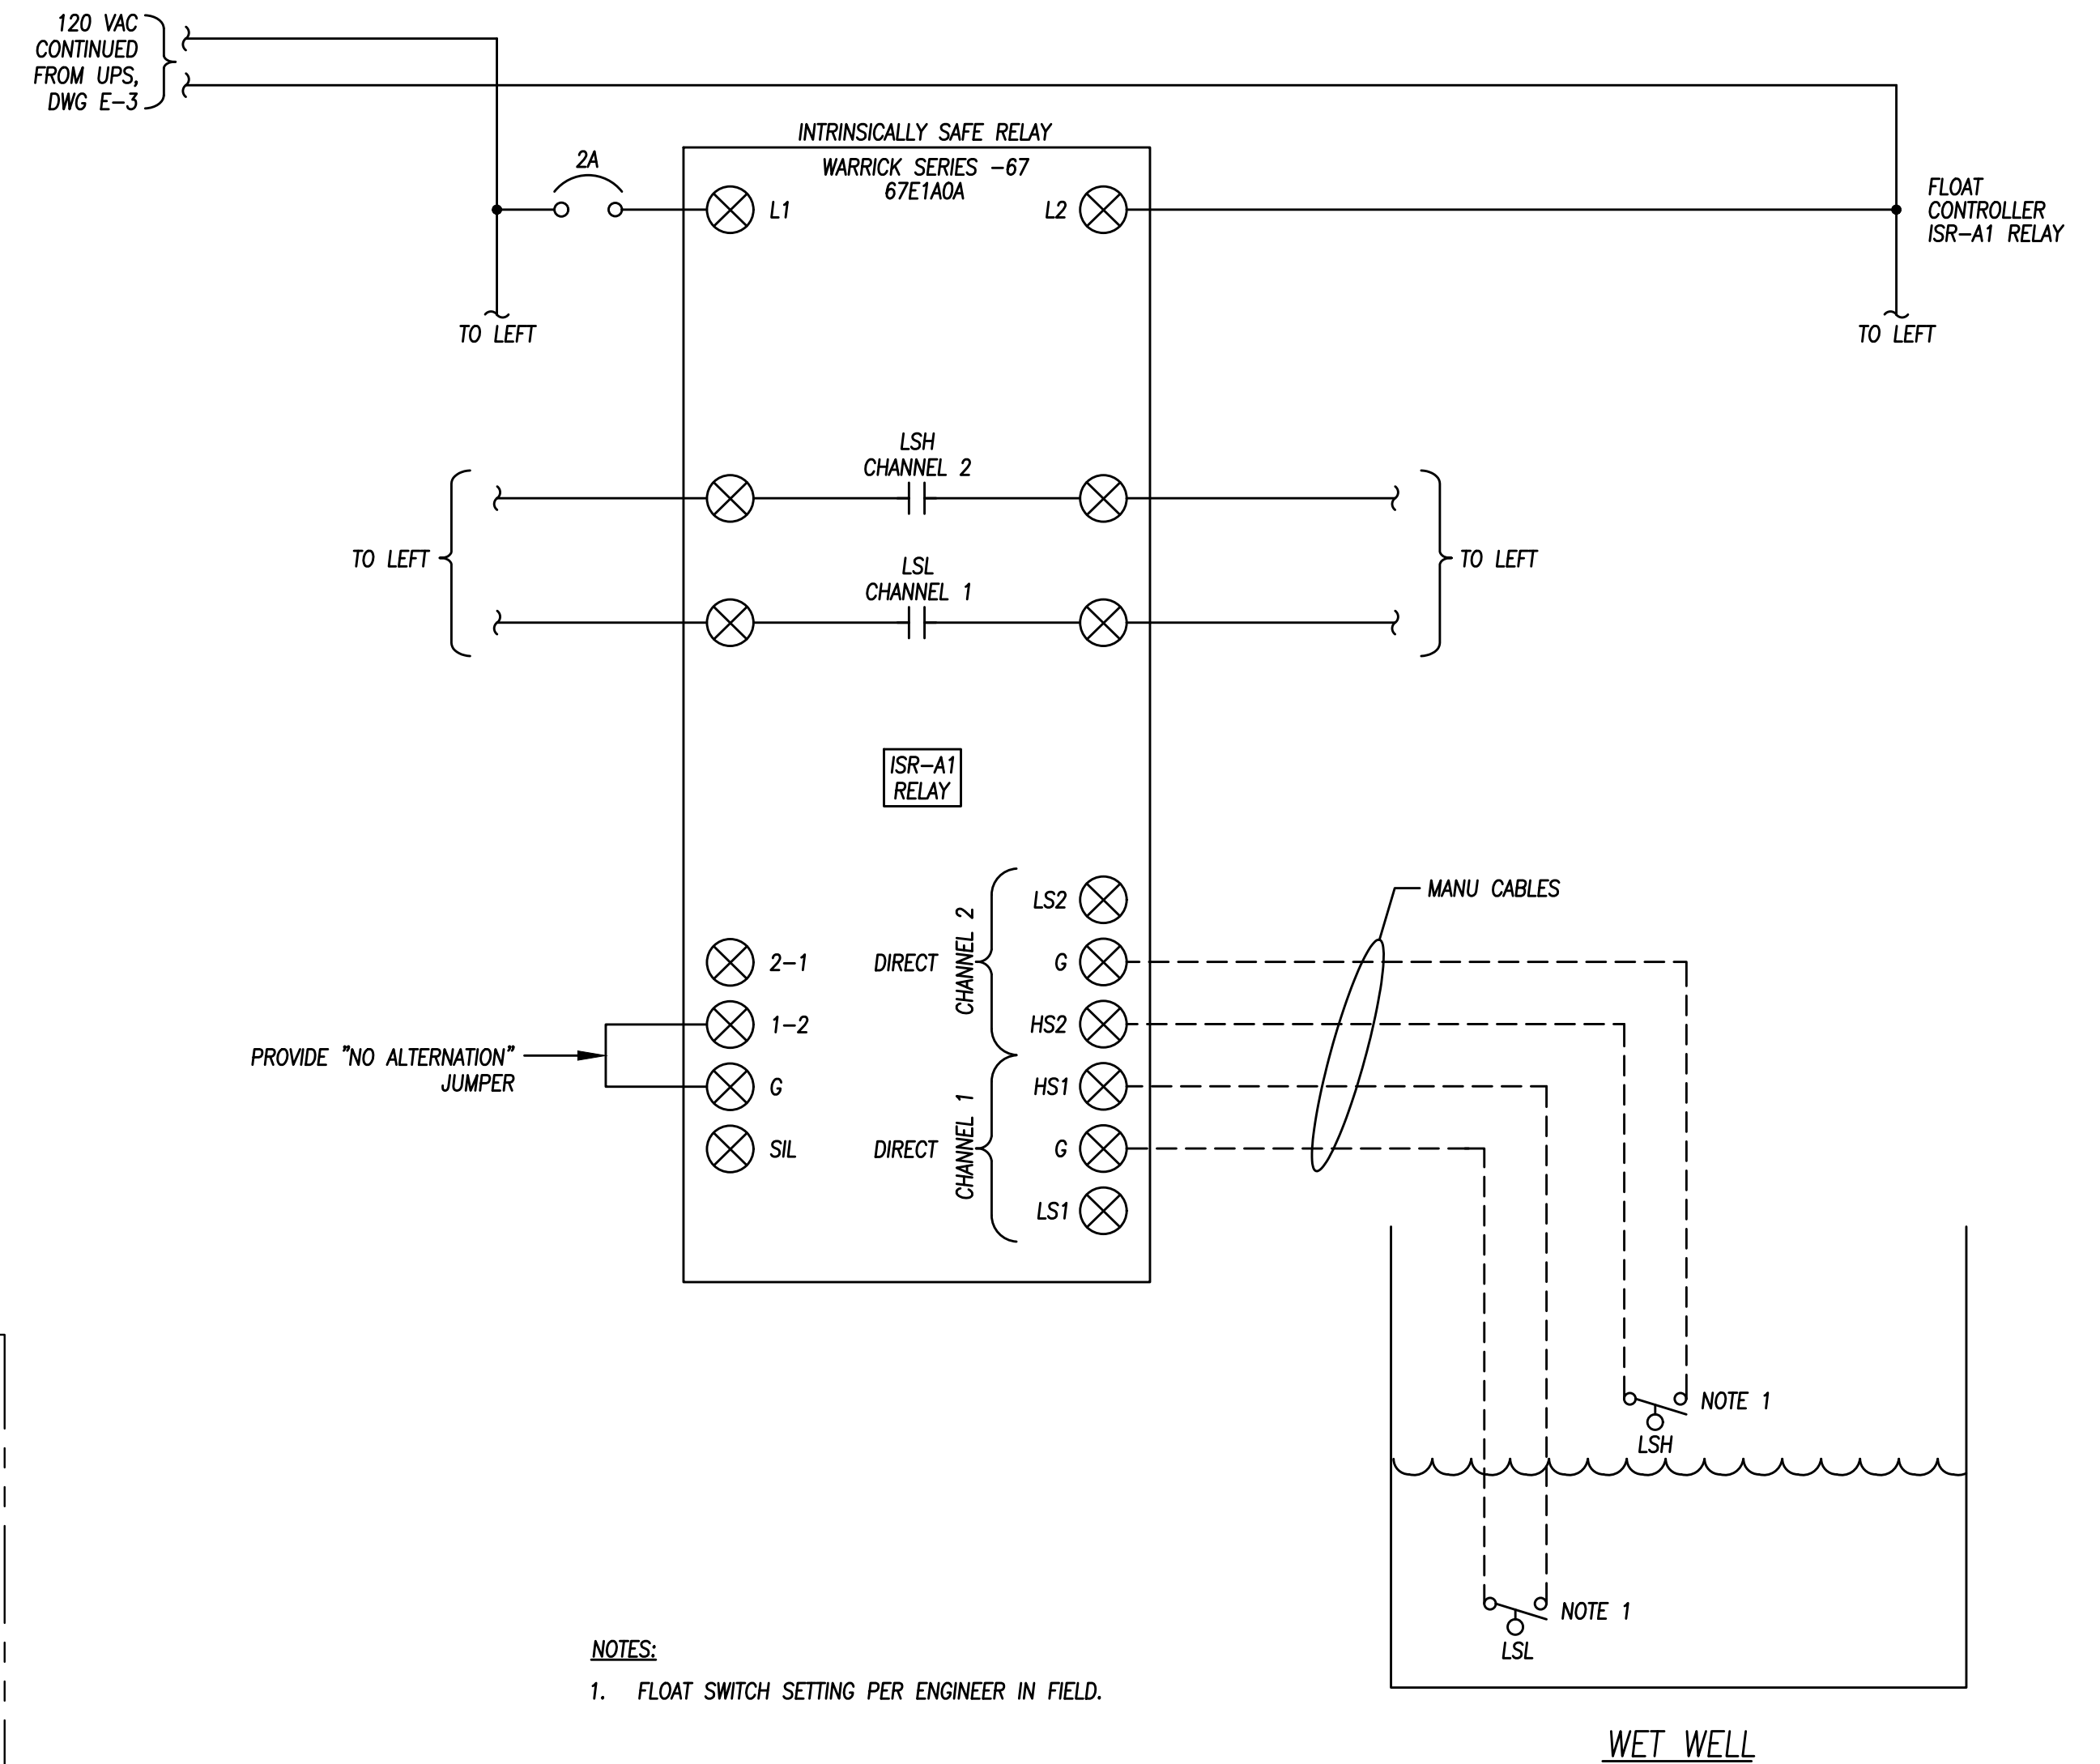 120 VAC
CONTINUED
FROM UPS,
DWG E-3
INTRINSICALLY SAFE RELAY
WARRICK SERIES -67
67E1A0A
2A
L1
L2
FLOAT
CONTROLLER
ISR-A1 RELAY
TO LEFT
TO LEFT
LSH
CHANNEL 2
TO LEFT
TO LEFT
LSL
CHANNEL 1
ISR-A1
RELAY
MANU CABLES
LS2
2-1
DIRECT
CHANNEL 2
G
1-2
HS2
PROVIDE "NO ALTERNATION"
JUMPER
G
HS1
SIL
DIRECT
CHANNEL 1
G
LS1
NOTE 1
LSH
NOTE 1
LSL
NOTES:
1. FLOAT SWITCH SETTING PER ENGINEER IN FIELD.
WET WELL